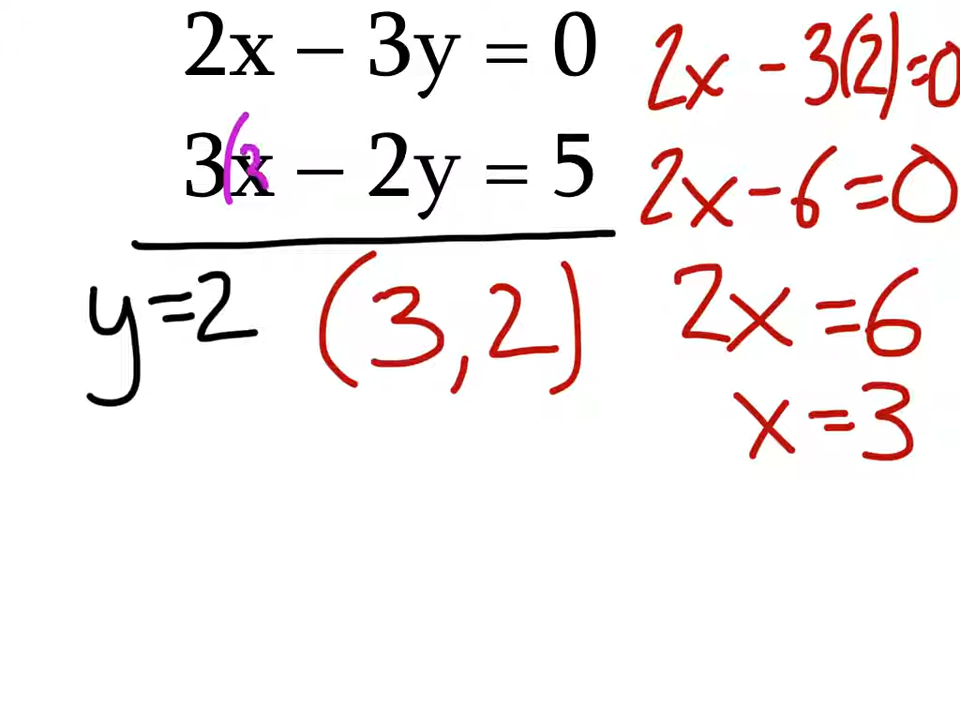 2x − 3y = 0
3(3x − 2y = 5
y=2 (3,2)
2x - 3(2)=0
2x-6=0
2x=6
x=3